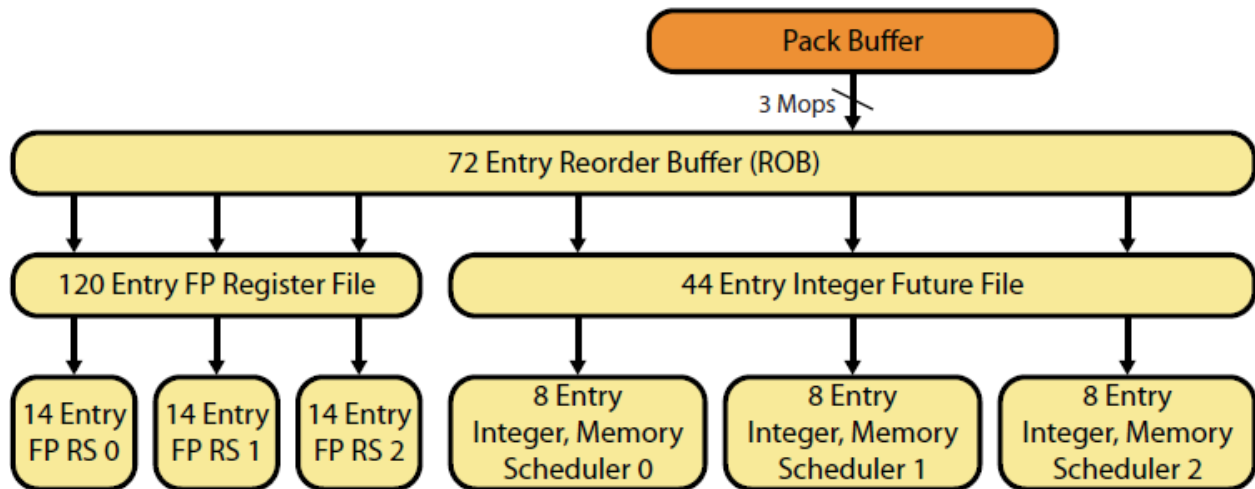 Pack Buffer
3 Mops
72 Entry Reorder Buffer (ROB)
120 Entry FP Register File
44 Entry Integer Future File
14 Entry
FP RS 0
14 Entry
FP RS 1
14 Entry
FP RS 2
8 Entry
Integer, Memory
Scheduler 0
8 Entry
Integer, Memory
Scheduler 1
8 Entry
Integer, Memory
Scheduler 2